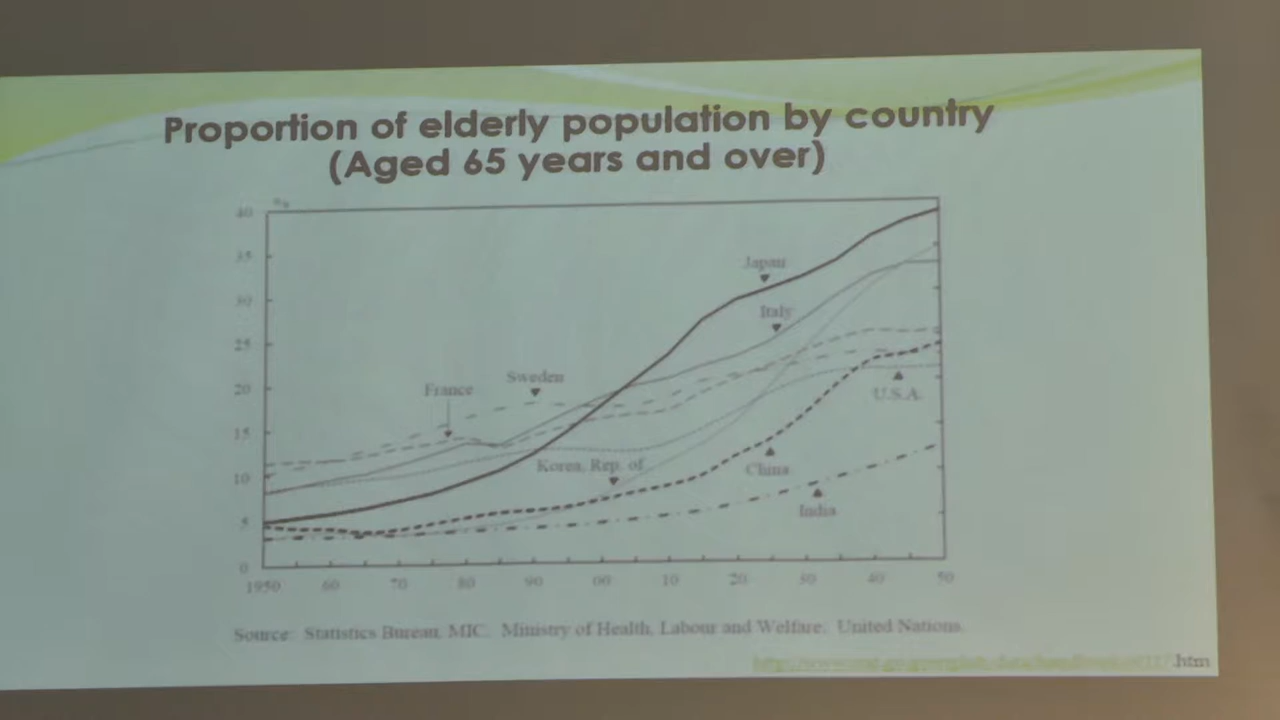 Proportion of elderly population by country
(Aged 65 years and over)
%
40
35
30
25
20
15
10
5
0
Japan
Italy
Sweden
France
U.S.A.
Korea, Rep. of
China
India
1950 60 70 80 90 00 10 20 30 40 50
Source: Statistics Bureau, MIC; Ministry of Health, Labour and Welfare; United Nations.
.htm